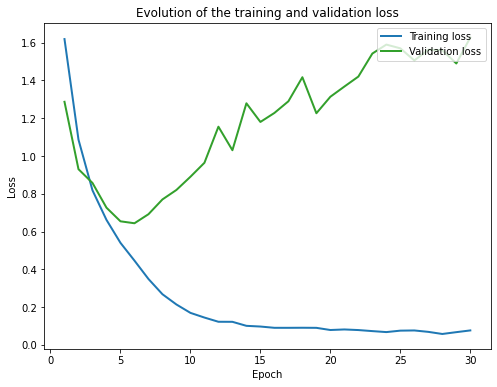 Evolution of the training and validation loss
Training loss
Validation loss
1.6
1.4
1.2
1.0
0.8
0.6
0.4
0.2
0.0
Loss
0 5 10 15 20 25 30
Epoch